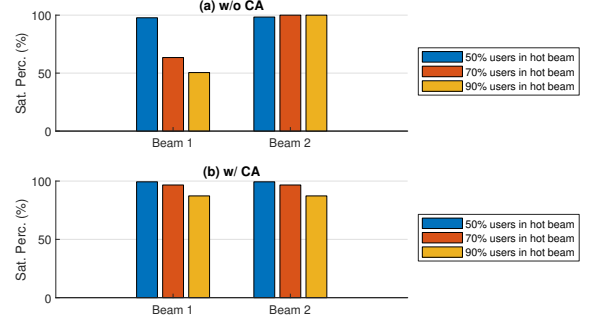 (a) w/o CA
100
50
0
Sat. Perc. (%)
Beam 1
Beam 2
50% users in hot beam
70% users in hot beam
90% users in hot beam
(b) w/ CA
100
50
0
Sat. Perc. (%)
Beam 1
Beam 2
50% users in hot beam
70% users in hot beam
90% users in hot beam